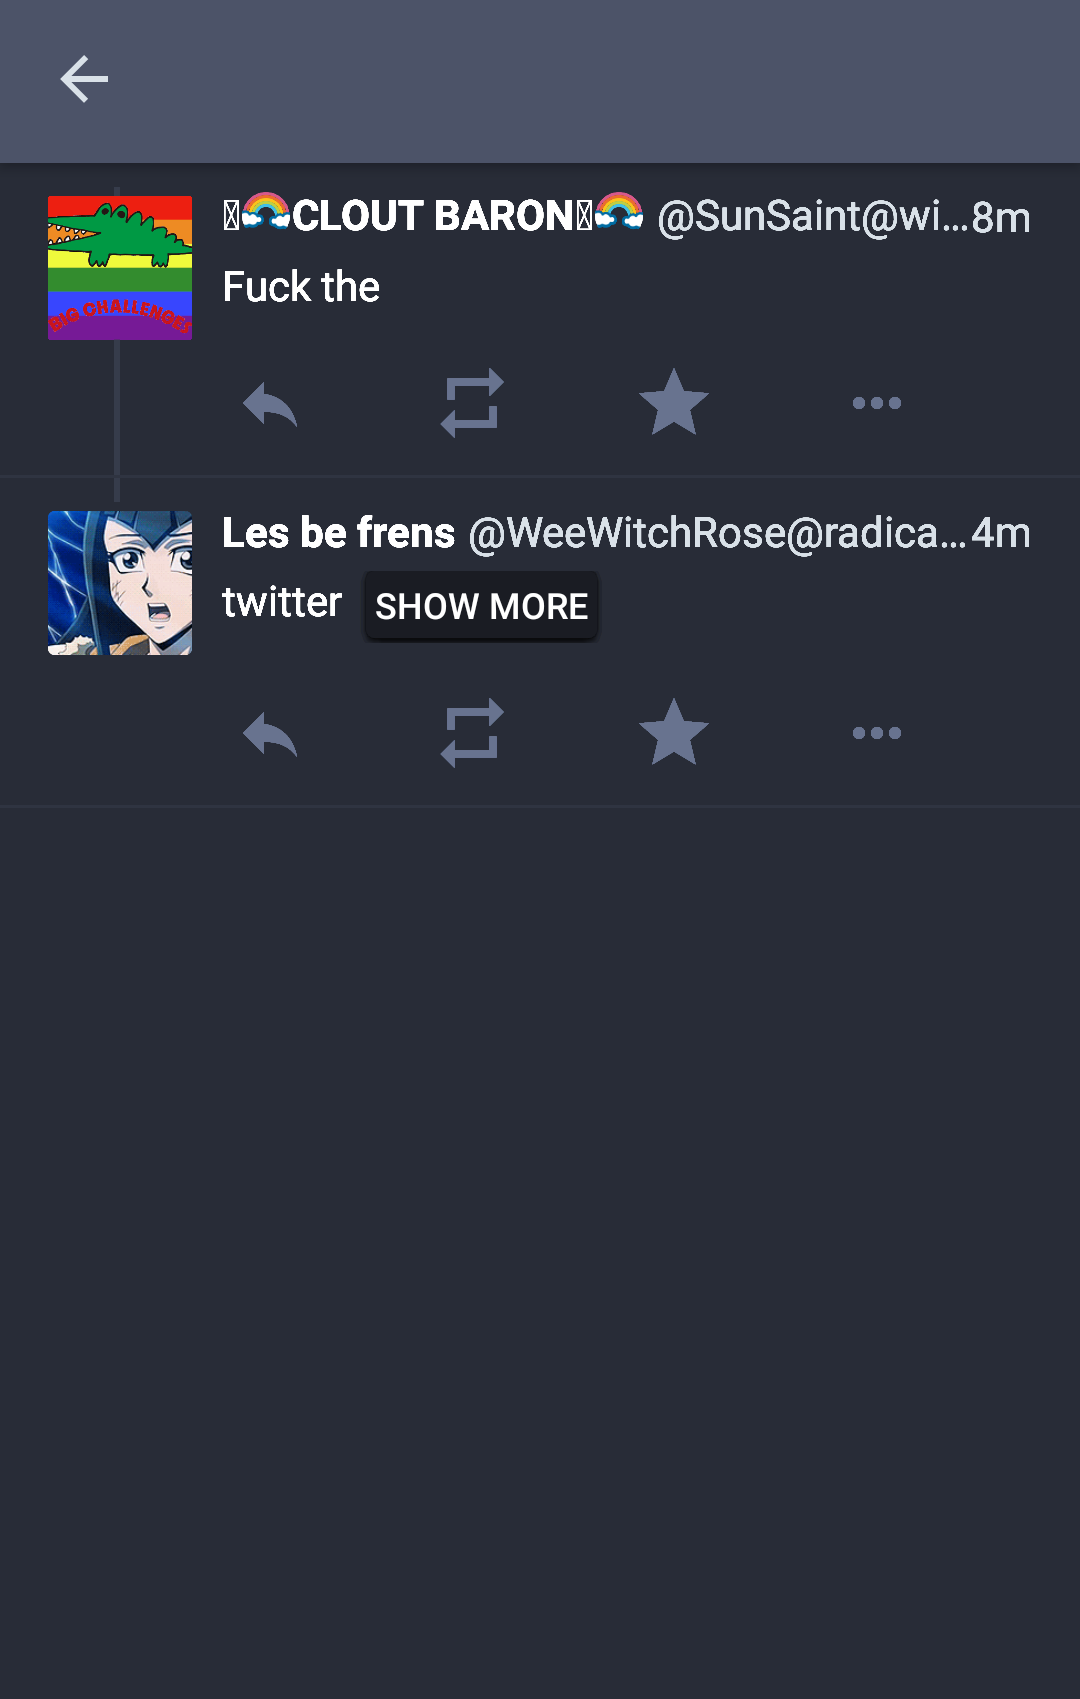 🌈CLOUT BARON🌈 @SunSaint@wi... 8m
Fuck the
BIG CHALLENGES
Les be frens @WeeWitchRose@radica... 4m
twitter SHOW MORE